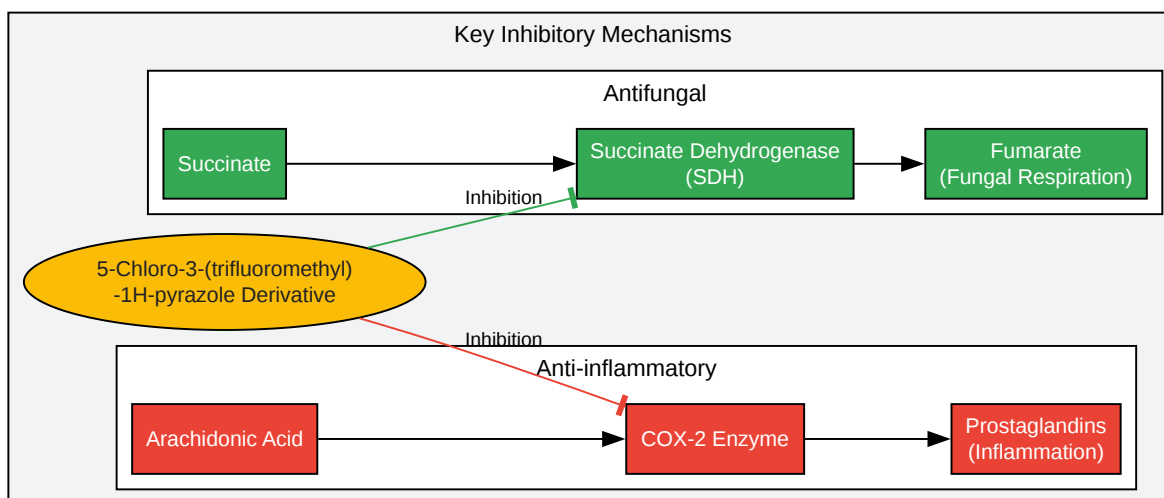 Key Inhibitory Mechanisms
Antifungal
Succinate
Succinate Dehydrogenase
(SDH)
Fumarate
(Fungal Respiration)
Inhibition
5-Chloro-3-(trifluoromethyl)
-1H-pyrazole Derivative
Inhibition
Anti-inflammatory
Arachidonic Acid
COX-2 Enzyme
Prostaglandins
(Inflammation)